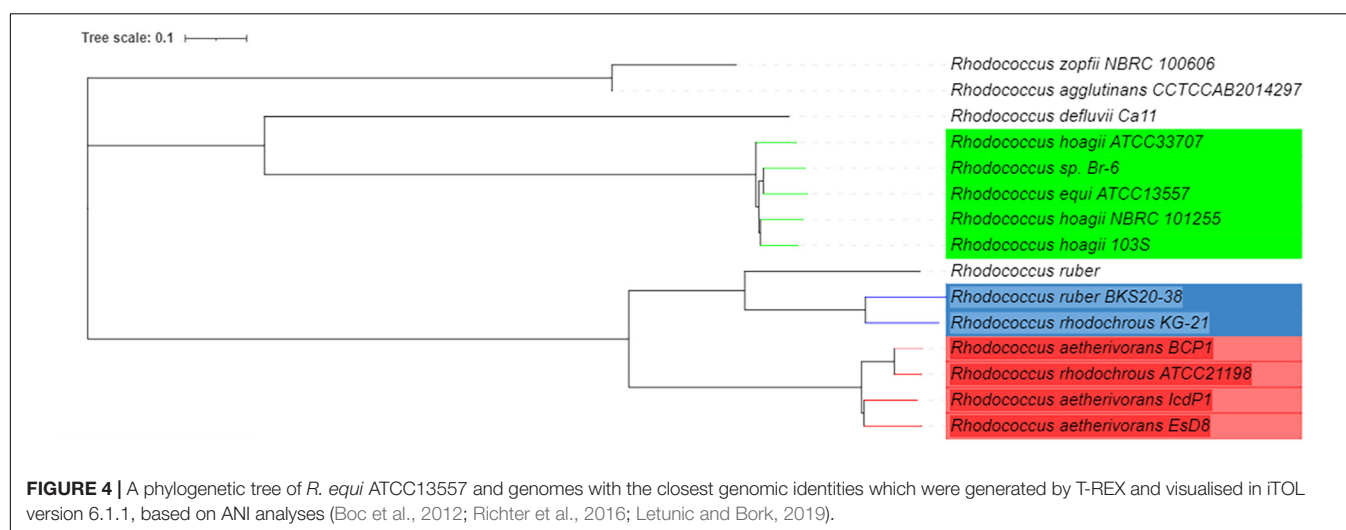 Tree scale: 0.1
Rhodococcus zopfii NBRC 100606
Rhodococcus agglutinans CCTCCAB2014297
Rhodococcus defluvii Ca11
Rhodococcus hoagii ATCC33707
Rhodococcus sp. Br-6
Rhodococcus equi ATCC13557
Rhodococcus hoagii NBRC 101255
Rhodococcus hoagii 103S
Rhodococcus ruber
Rhodococcus ruber BKS20-38
Rhodococcus rhodochrous KG-21
Rhodococcus aetherivorans BCP1
Rhodococcus rhodochrous ATCC21198
Rhodococcus aetherivorans IcdP1
Rhodococcus aetherivorans EsD8
FIGURE 4 | A phylogenetic tree of R. equi ATCC13557 and genomes with the closest genomic identities which were generated by T-REX and visualised in iTOL
version 6.1.1, based on ANI analyses (Boc et al., 2012; Richter et al., 2016; Letunic and Bork, 2019).